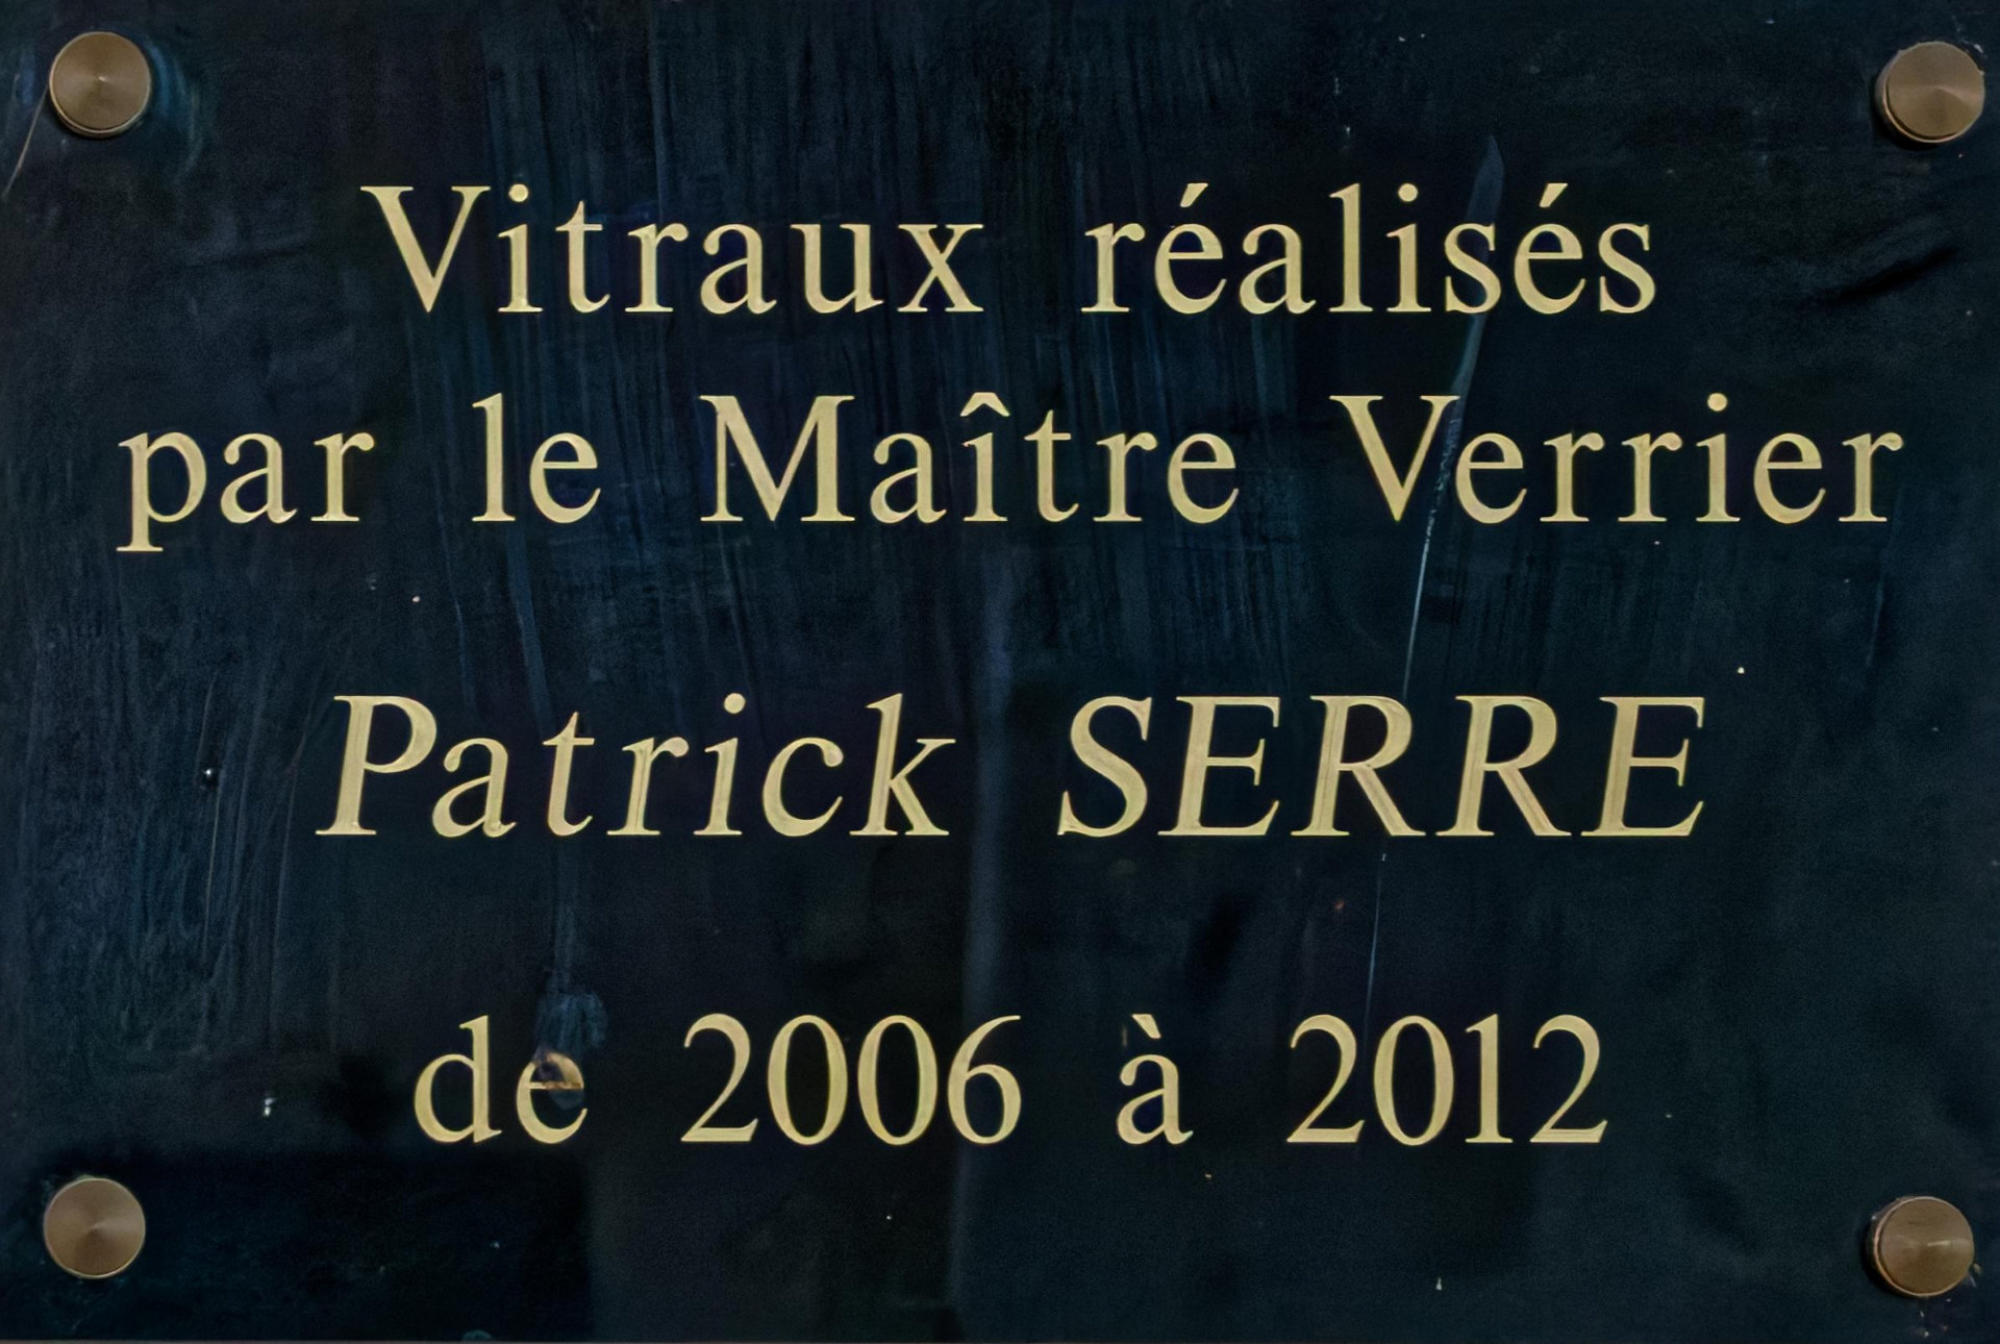 Vitraux réalisés
par le Maître Verrier
Patrick SERRE
de 2006 à 2012